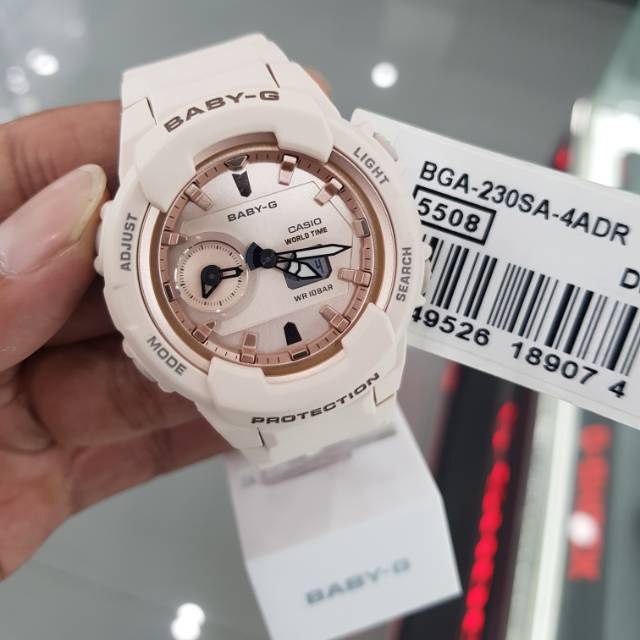 BABY-G
LIGHT
ADJUST
BABY-G
CASIO
WORLD TIME
WR 10BAR
SEARCH
MODE
PROTECTION
BGA-230SA-4ADR
5508
D
49526 18907 4
BABY-G